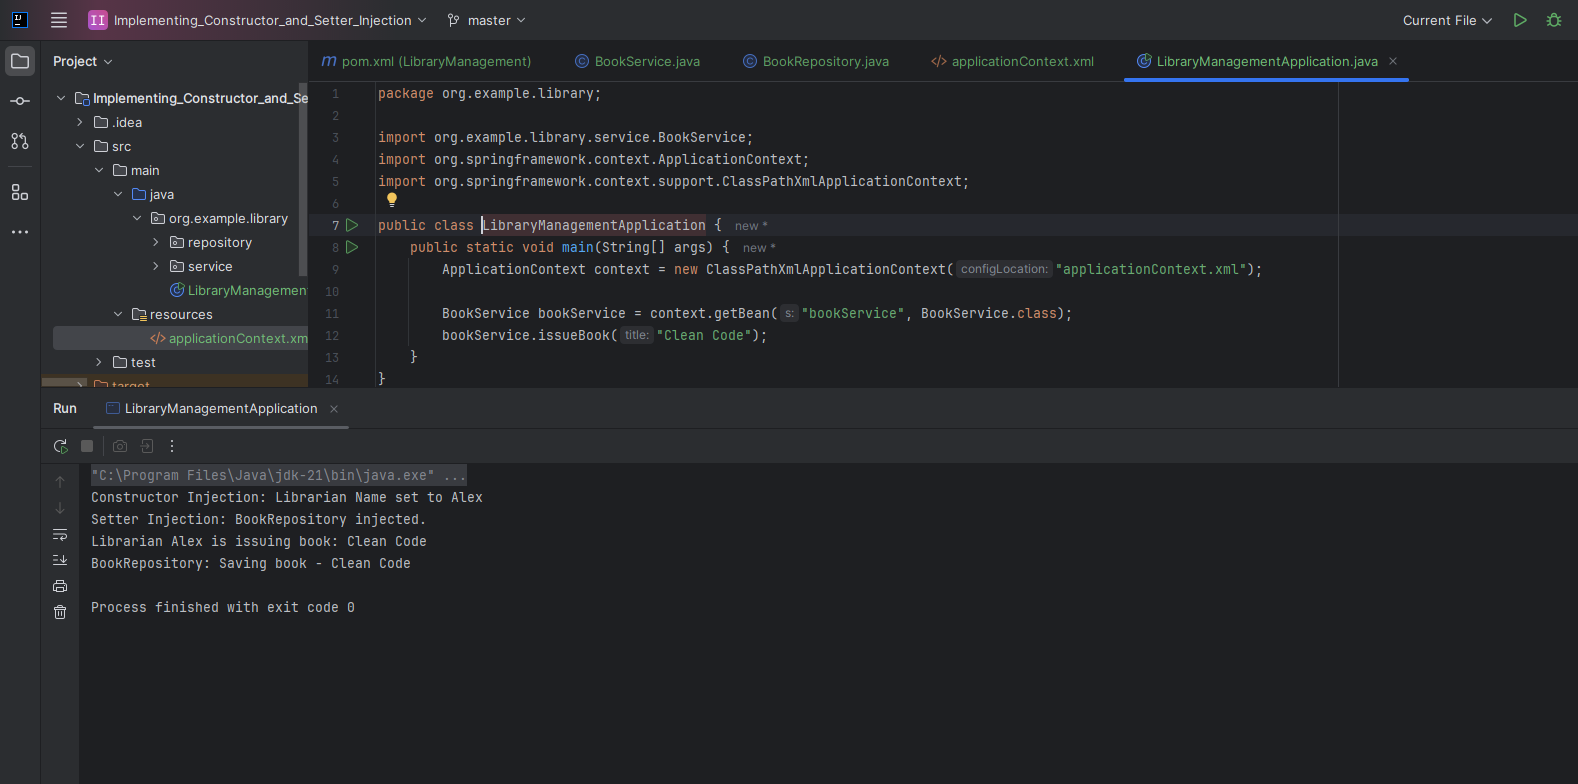 II Implementing_Constructor_and_Setter_Injection master Current File
Project
pom.xml (LibraryManagement) BookService.java BookRepository.java applicationContext.xml LibraryManagementApplication.java
Implementing_Constructor_and_Se
.idea
src
main
java
org.example.library
repository
service
LibraryManagemen
resources
applicationContext.xm
test
target
1 package org.example.library;
2
3 import org.example.library.service.BookService;
4 import org.springframework.context.ApplicationContext;
5 import org.springframework.context.support.ClassPathXmlApplicationContext;
6
7 public class LibraryManagementApplication { new *
8 public static void main(String[] args) { new *
9 ApplicationContext context = new ClassPathXmlApplicationContext( configLocation: "applicationContext.xml");
10
11 BookService bookService = context.getBean( s: "bookService", BookService.class);
12 bookService.issueBook( title: "Clean Code");
13 }
14 }
Run LibraryManagementApplication
"C:\Program Files\Java\jdk-21\bin\java.exe" ...
Constructor Injection: Librarian Name set to Alex
Setter Injection: BookRepository injected.
Librarian Alex is issuing book: Clean Code
BookRepository: Saving book - Clean Code
Process finished with exit code 0